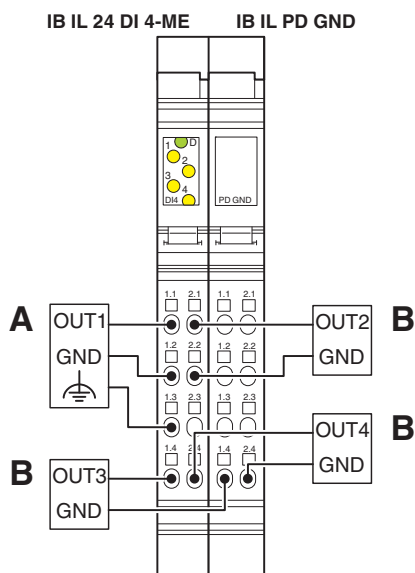 IB IL 24 DI 4-ME IB IL PD GND
1 D
2
3
4
DI4 PD GND
1.1 2.1 1.1 2.1
A OUT1 OUT2 B
1.2 2.2 1.2 2.2
GND GND
1.3 2.3 1.3 2.3
OUT4 B
1.4 2.4 1.4 2.4
B OUT3 GND
GND